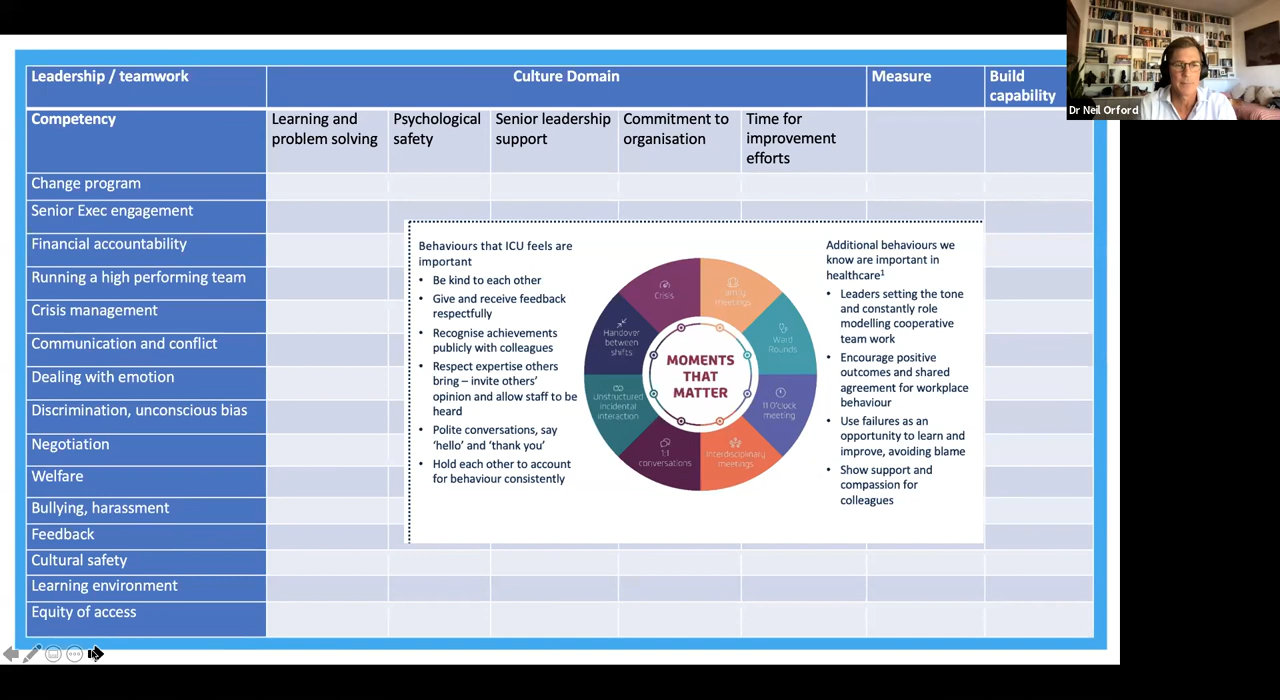 Leadership / teamwork
Culture Domain
Measure
Build
capability
Dr Neil Orford
Competency
Learning and
problem solving
Psychological
safety
Senior leadership
support
Commitment to
organisation
Time for
improvement
efforts
Change program
Senior Exec engagement
Financial accountability
Running a high performing team
Crisis management
Communication and conflict
Dealing with emotion
Discrimination, unconscious bias
Negotiation
Welfare
Bullying, harassment
Feedback
Cultural safety
Learning environment
Equity of access
Behaviours that ICU feels are
important
• Be kind to each other
• Give and receive feedback
respectfully
• Recognise achievements
publicly with colleagues
• Respect expertise others
bring – invite others’
opinion and allow staff to be
heard
• Polite conversations, say
‘hello’ and ‘thank you’
• Hold each other to account
for behaviour consistently
MOMENTS
THAT
MATTER
Crisis
Family
meetings
Ward
Rounds
11 O'clock
meeting
Interdisciplinary
meetings
1:1
conversations
Unstructured
incidental
interaction
Handover
between
shifts
Additional behaviours we
know are important in
healthcare¹
• Leaders setting the tone
and constantly role
modelling cooperative
team work
• Encourage positive
outcomes and shared
agreement for workplace
behaviour
• Use failures as an
opportunity to learn and
improve, avoiding blame
• Show support and
compassion for
colleagues